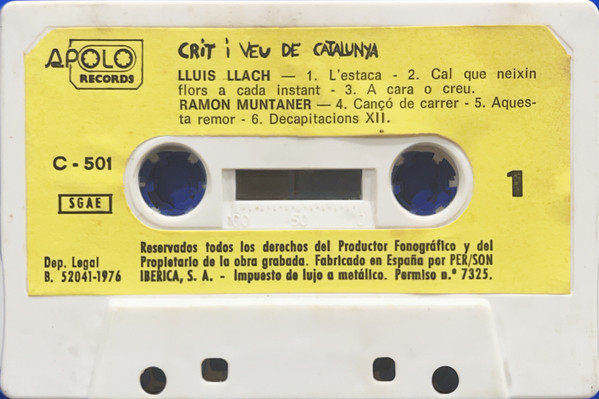 APOLO
RECORDS
CRIT i VEU DE CATALUNYA
LLUIS LLACH — 1. L'estaca - 2. Cal que neixin
flors a cada instant - 3. A cara o creu.
RAMON MUNTANER — 4. Cançó de carrer - 5. Aques-
ta remor - 6. Decapitacions XII.
C - 501
SGAE
1
100 50 0
Dep. Legal
B. 52041-1976
Reservados todos los derechos del Productor Fonográfico y del
Propietario de la obra grabada. Fabricado en España por PER/SON
IBERICA, S. A. - Impuesto de lujo a metálico. Permiso n.º 7325.